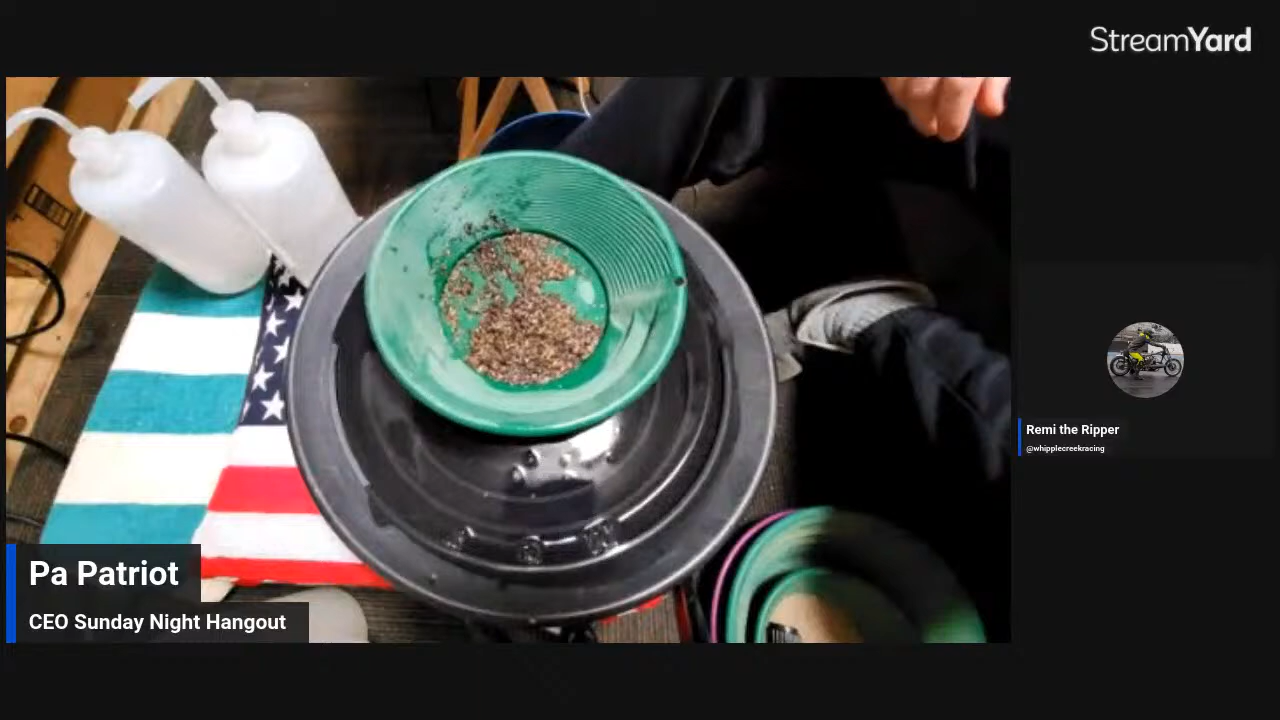 StreamYard
Remi the Ripper
@whipplecreekracing
Pa Patriot
CEO Sunday Night Hangout